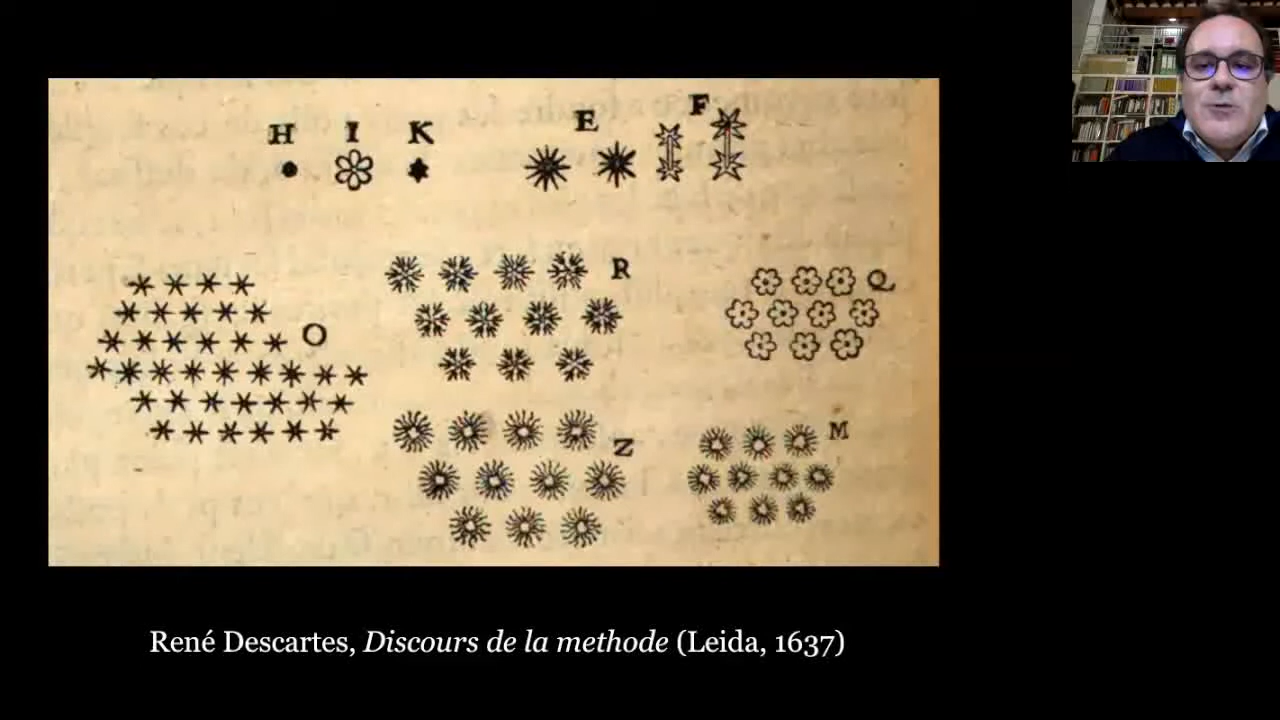 H I K E F
R Q
O
Z M
René Descartes, Discours de la methode (Leida, 1637)